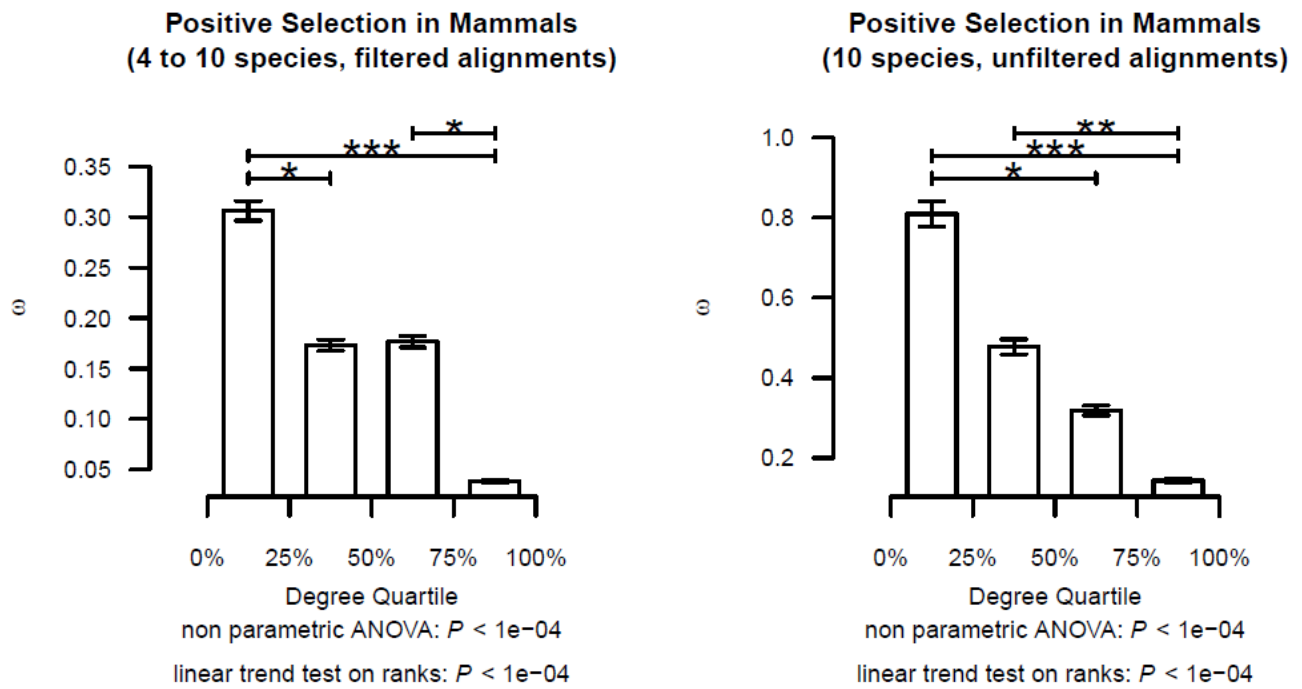 Positive Selection in Mammals
(4 to 10 species, filtered alignments)
*
***
*
0.35
0.30
0.25
0.20
0.15
0.10
0.05
ω
0% 25% 50% 75% 100%
Degree Quartile
non parametric ANOVA: P < 1e−04
linear trend test on ranks: P < 1e−04
Positive Selection in Mammals
(10 species, unfiltered alignments)
**
***
*
1.0
0.8
0.6
0.4
0.2
ω
0% 25% 50% 75% 100%
Degree Quartile
non parametric ANOVA: P < 1e−04
linear trend test on ranks: P < 1e−04